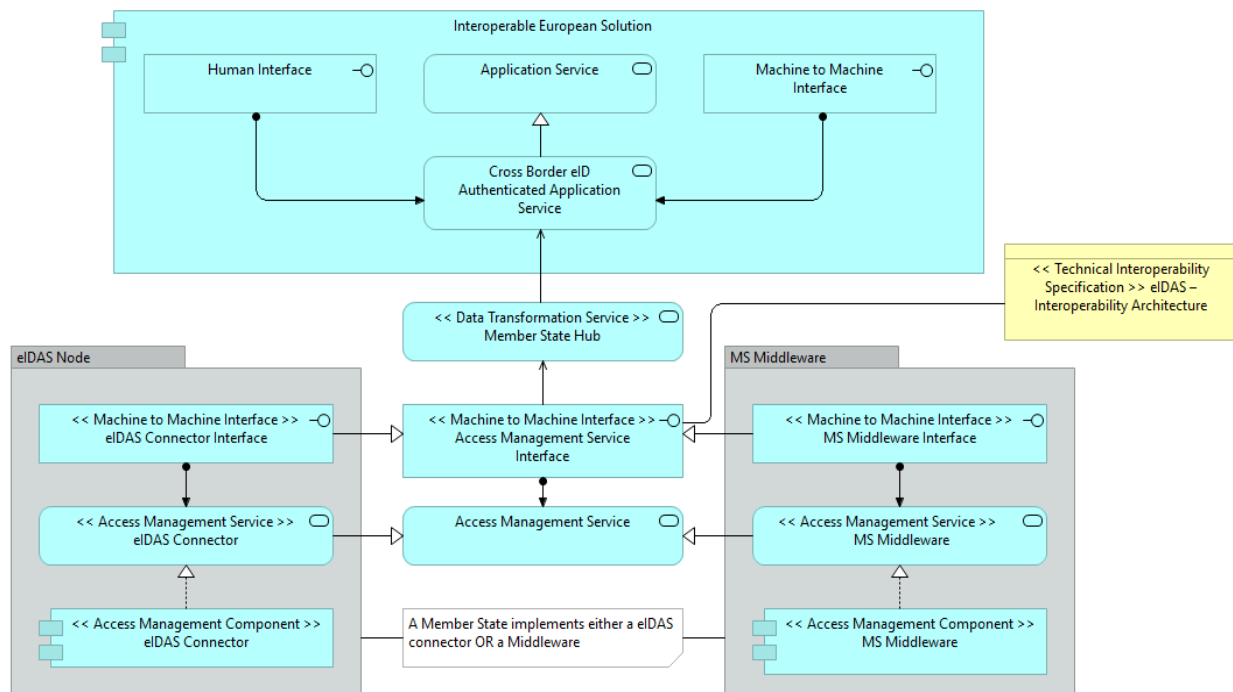 Interoperable European Solution
Human Interface
Application Service
Machine to Machine
Interface
Cross Border eID
Authenticated Application
Service
<< Technical Interoperability
Specification >> eIDAS –
Interoperability Architecture
<< Data Transformation Service >>
Member State Hub
eIDAS Node
MS Middleware
<< Machine to Machine Interface >>
eIDAS Connector Interface
<< Machine to Machine Interface >>
Access Management Service
Interface
<< Machine to Machine Interface >>
MS Middleware Interface
<< Access Management Service >>
eIDAS Connector
Access Management Service
<< Access Management Service >>
MS Middleware
<< Access Management Component >>
eIDAS Connector
A Member State implements either a eIDAS
connector OR a Middleware
<< Access Management Component >>
MS Middleware